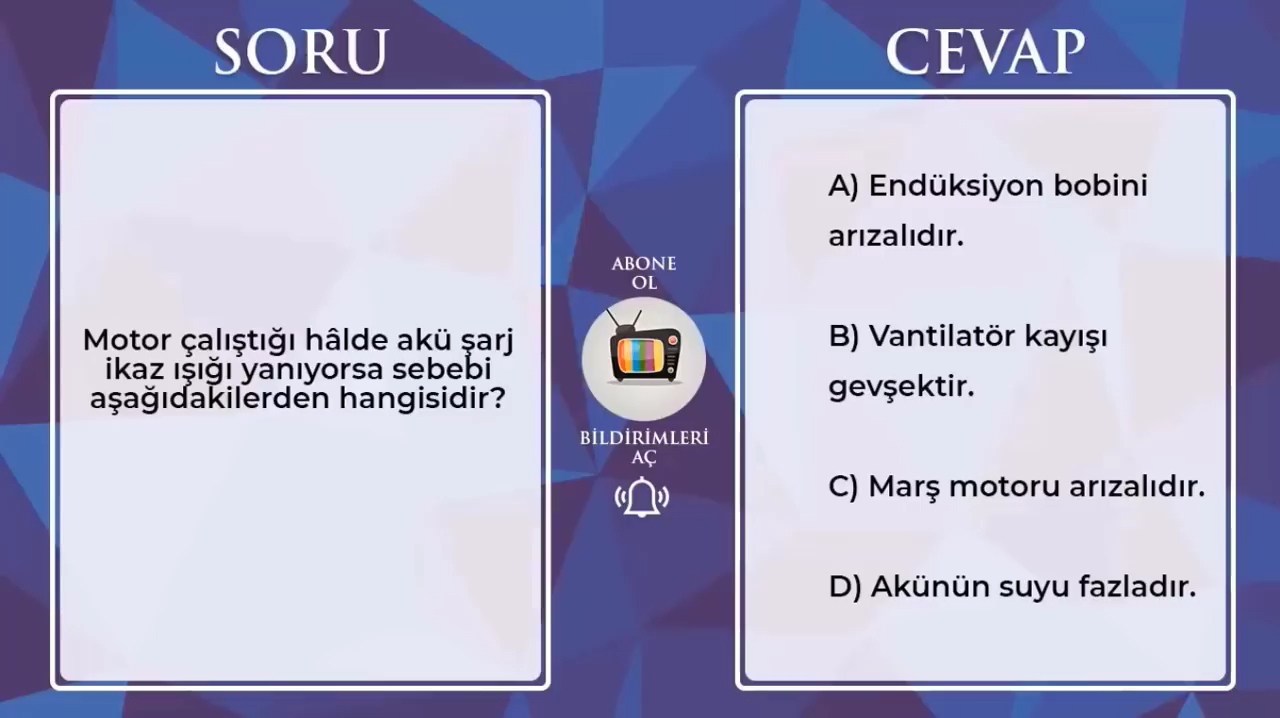 SORU
Motor çalıştığı hâlde akü şarj
ikaz ışığı yanıyorsa sebebi
aşağıdakilerden hangisidir?
ABONE
OL
BİLDİRİMLERİ
AÇ
CEVAP
A) Endüksiyon bobini
arızalıdır.
B) Vantilatör kayışı
gevşektir.
C) Marş motoru arızalıdır.
D) Akünün suyu fazladır.